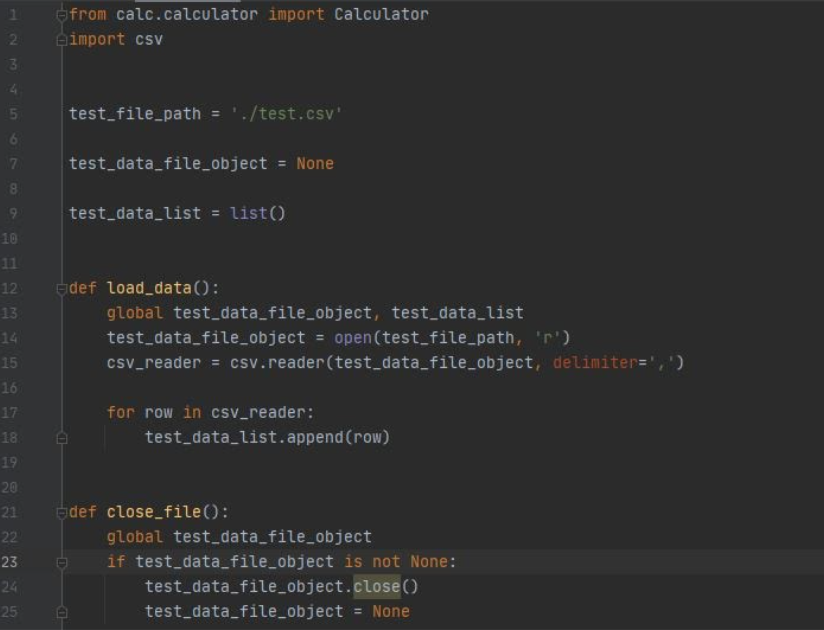 1 from calc.calculator import Calculator
2 import csv
3
4
5 test_file_path = './test.csv'
6
7 test_data_file_object = None
8
9 test_data_list = list()
10
11
12 def load_data():
13     global test_data_file_object, test_data_list
14     test_data_file_object = open(test_file_path, 'r')
15     csv_reader = csv.reader(test_data_file_object, delimiter=',')
16
17     for row in csv_reader:
18         test_data_list.append(row)
19
20
21 def close_file():
22     global test_data_file_object
23     if test_data_file_object is not None:
24         test_data_file_object.close()
25         test_data_file_object = None